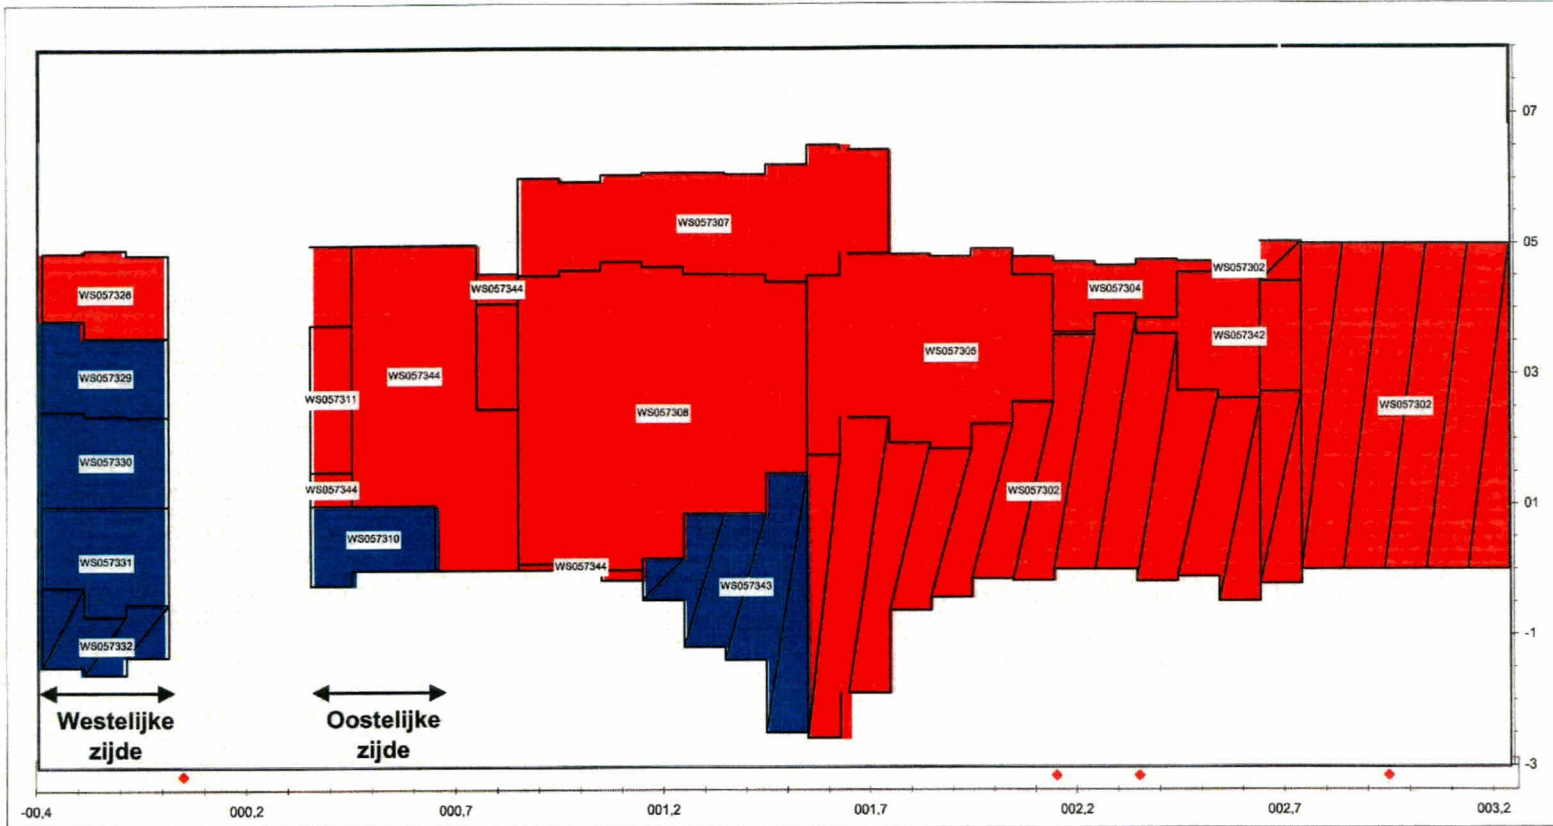 07
WS057307
05
WS057344
WS057302
WS057304
WS057326
WS057342
WS057305
03
WS057329
WS057344
WS057311
WS057302
WS057308
WS057330
WS057344
WS057302
01
WS057310
WS057331
WS057344
WS057343
-1
WS057332
Westelijke
zijde
Oostelijke
zijde
-3
-00,4
000,2
000,7
001,2
001,7
002,2
002,7
003,2